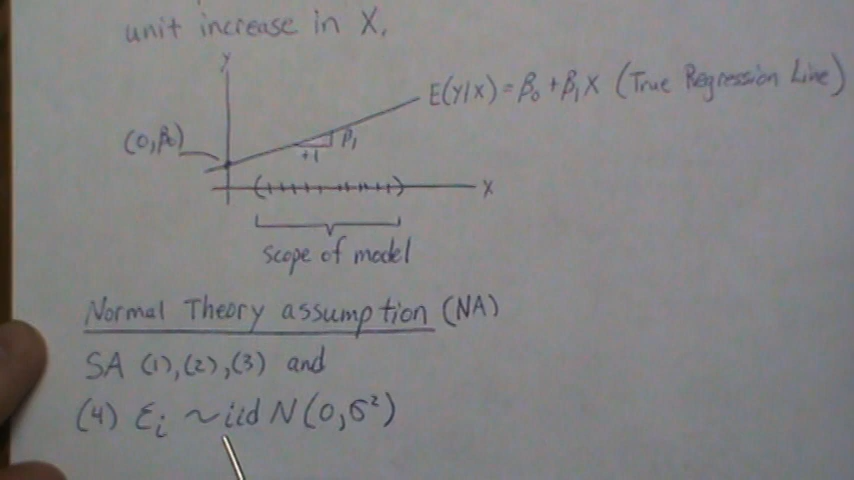 unit increase in X.
y
E(y|x) = β₀ + β₁X (True Regression Line)
(0, β₀)
β₁
+1
X
scope of model
Normal Theory assumption (NA)
SA (1), (2), (3) and
(4) εᵢ ~ iid N(0, σ²)